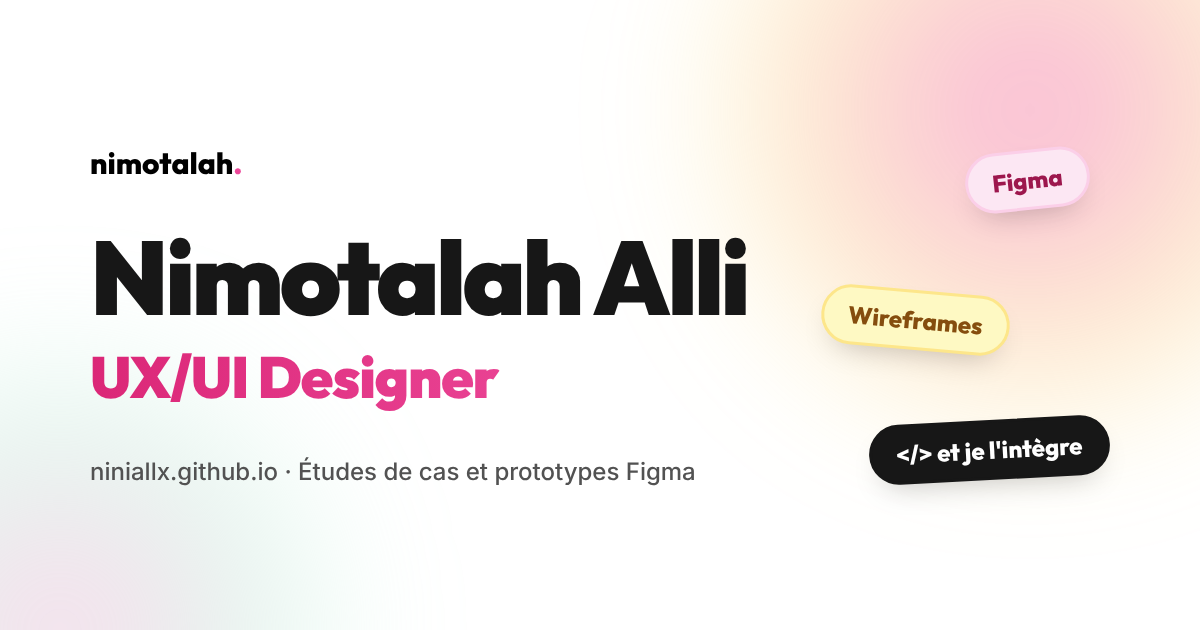 nimotalah.
Nimotalah Alli
UX/UI Designer
niniallx.github.io · Études de cas et prototypes Figma
Figma
Wireframes
</> et je l'intègre